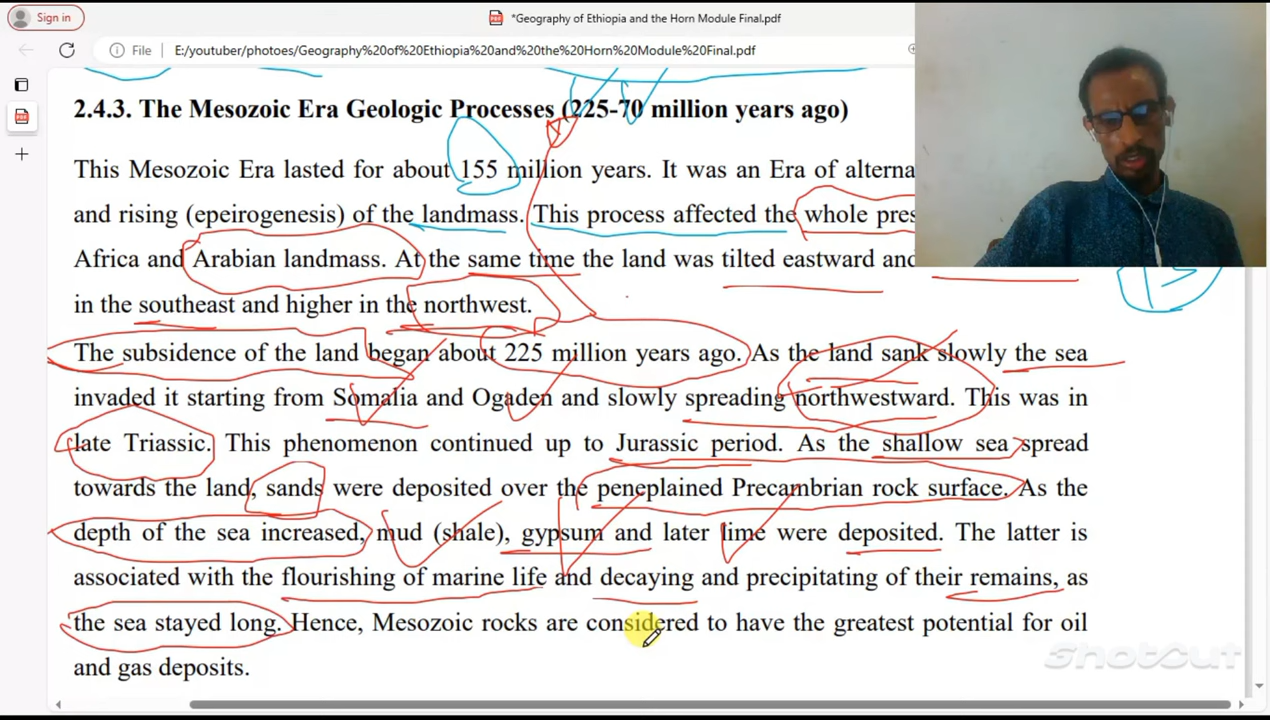 Sign in
*Geography of Ethiopia and the Horn Module Final.pdf
File E:/youtuber/photoes/Geography%20of%20Ethiopia%20and%20the%20Horn%20Module%20Final.pdf
2.4.3. The Mesozoic Era Geologic Processes (225-70 million years ago)
This Mesozoic Era lasted for about 155 million years. It was an Era of alterna
and rising (epeirogenesis) of the landmass. This process affected the whole pres
Africa and Arabian landmass. At the same time the land was tilted eastward and
in the southeast and higher in the northwest.
The subsidence of the land began about 225 million years ago. As the land sank slowly the sea
invaded it starting from Somalia and Ogaden and slowly spreading northwestward. This was in
late Triassic. This phenomenon continued up to Jurassic period. As the shallow sea spread
towards the land, sands were deposited over the peneplained Precambrian rock surface. As the
depth of the sea increased, mud (shale), gypsum and later lime were deposited. The latter is
associated with the flourishing of marine life and decaying and precipitating of their remains, as
the sea stayed long. Hence, Mesozoic rocks are considered to have the greatest potential for oil
and gas deposits.
Shotcut